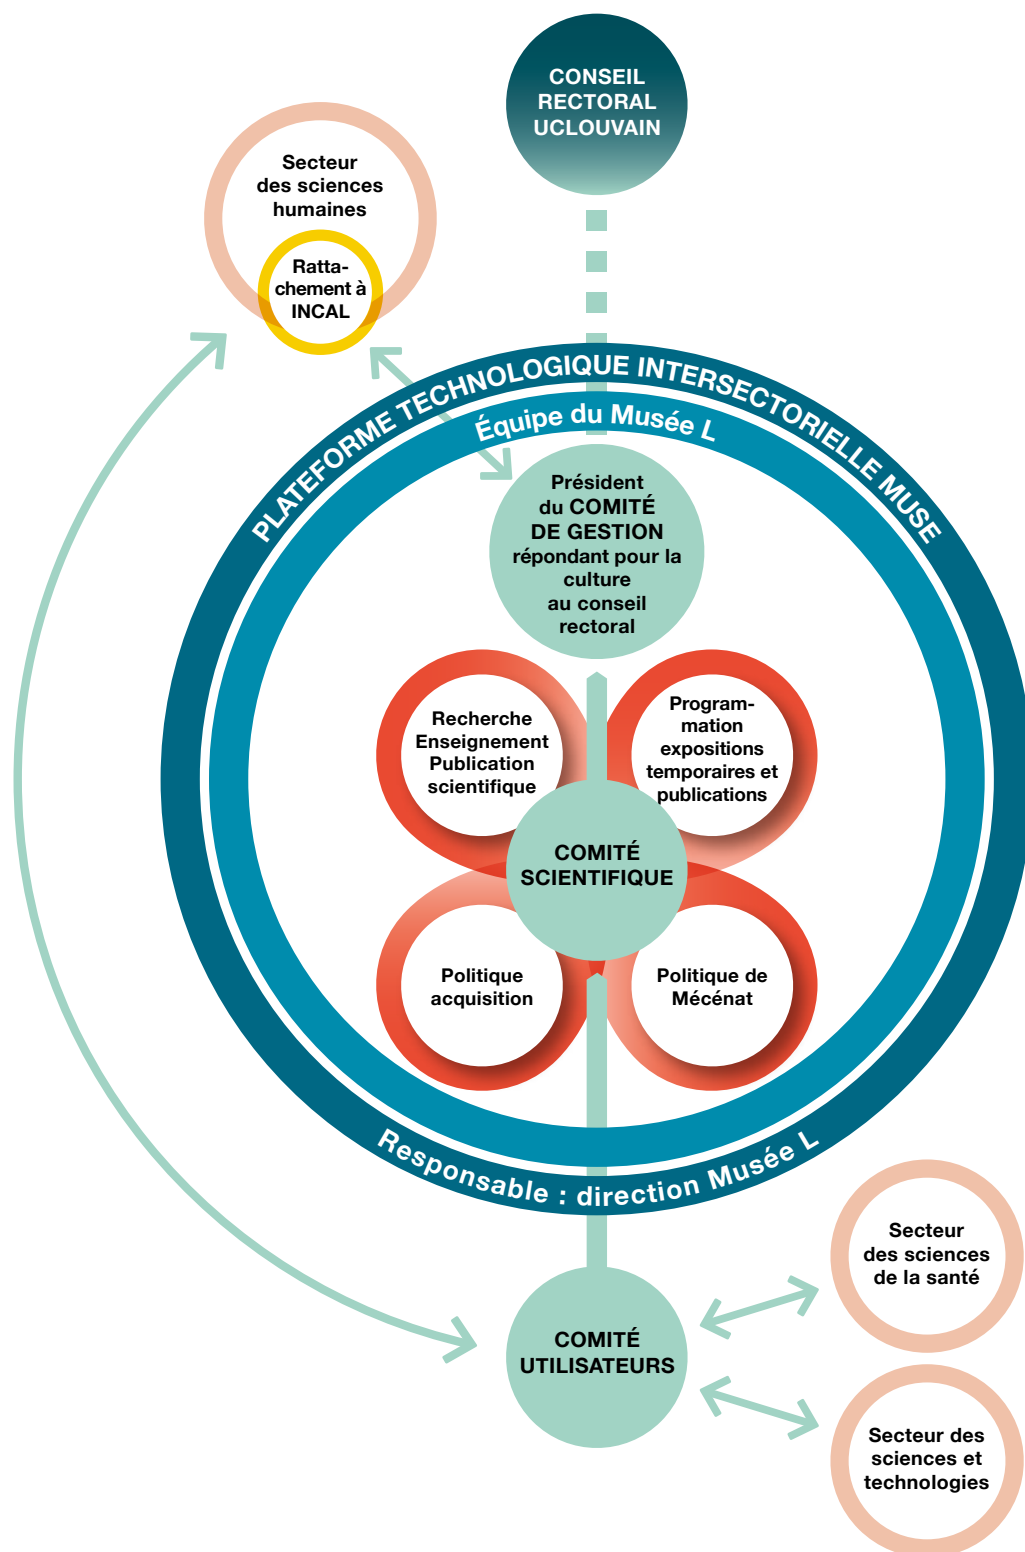 CONSEIL
RECTORAL
UCLOUVAIN
Secteur
des sciences
humaines
Ratta-
chement à
INCAL
PLATEFORME TECHNOLOGIQUE INTERSECTORIELLE MUSE
Équipe du Musée L
Président
du COMITÉ
DE GESTION
répondant pour la
culture
au conseil
rectoral
Recherche
Enseignement
Publication
scientifique
Program-
mation
expositions
temporaires et
publications
COMITÉ
SCIENTIFIQUE
Politique
acquisition
Politique de
Mécénat
Responsable : direction Musée L
Secteur
des sciences
de la santé
COMITÉ
UTILISATEURS
Secteur des
sciences et
technologies